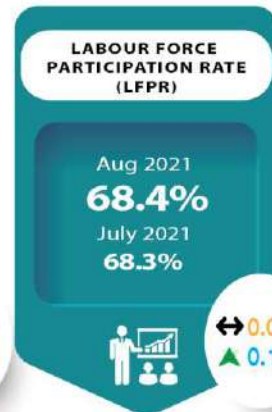 LABOUR FORCE
PARTICIPATION RATE
(LFPR)
Aug 2021
68.4%
July 2021
68.3%